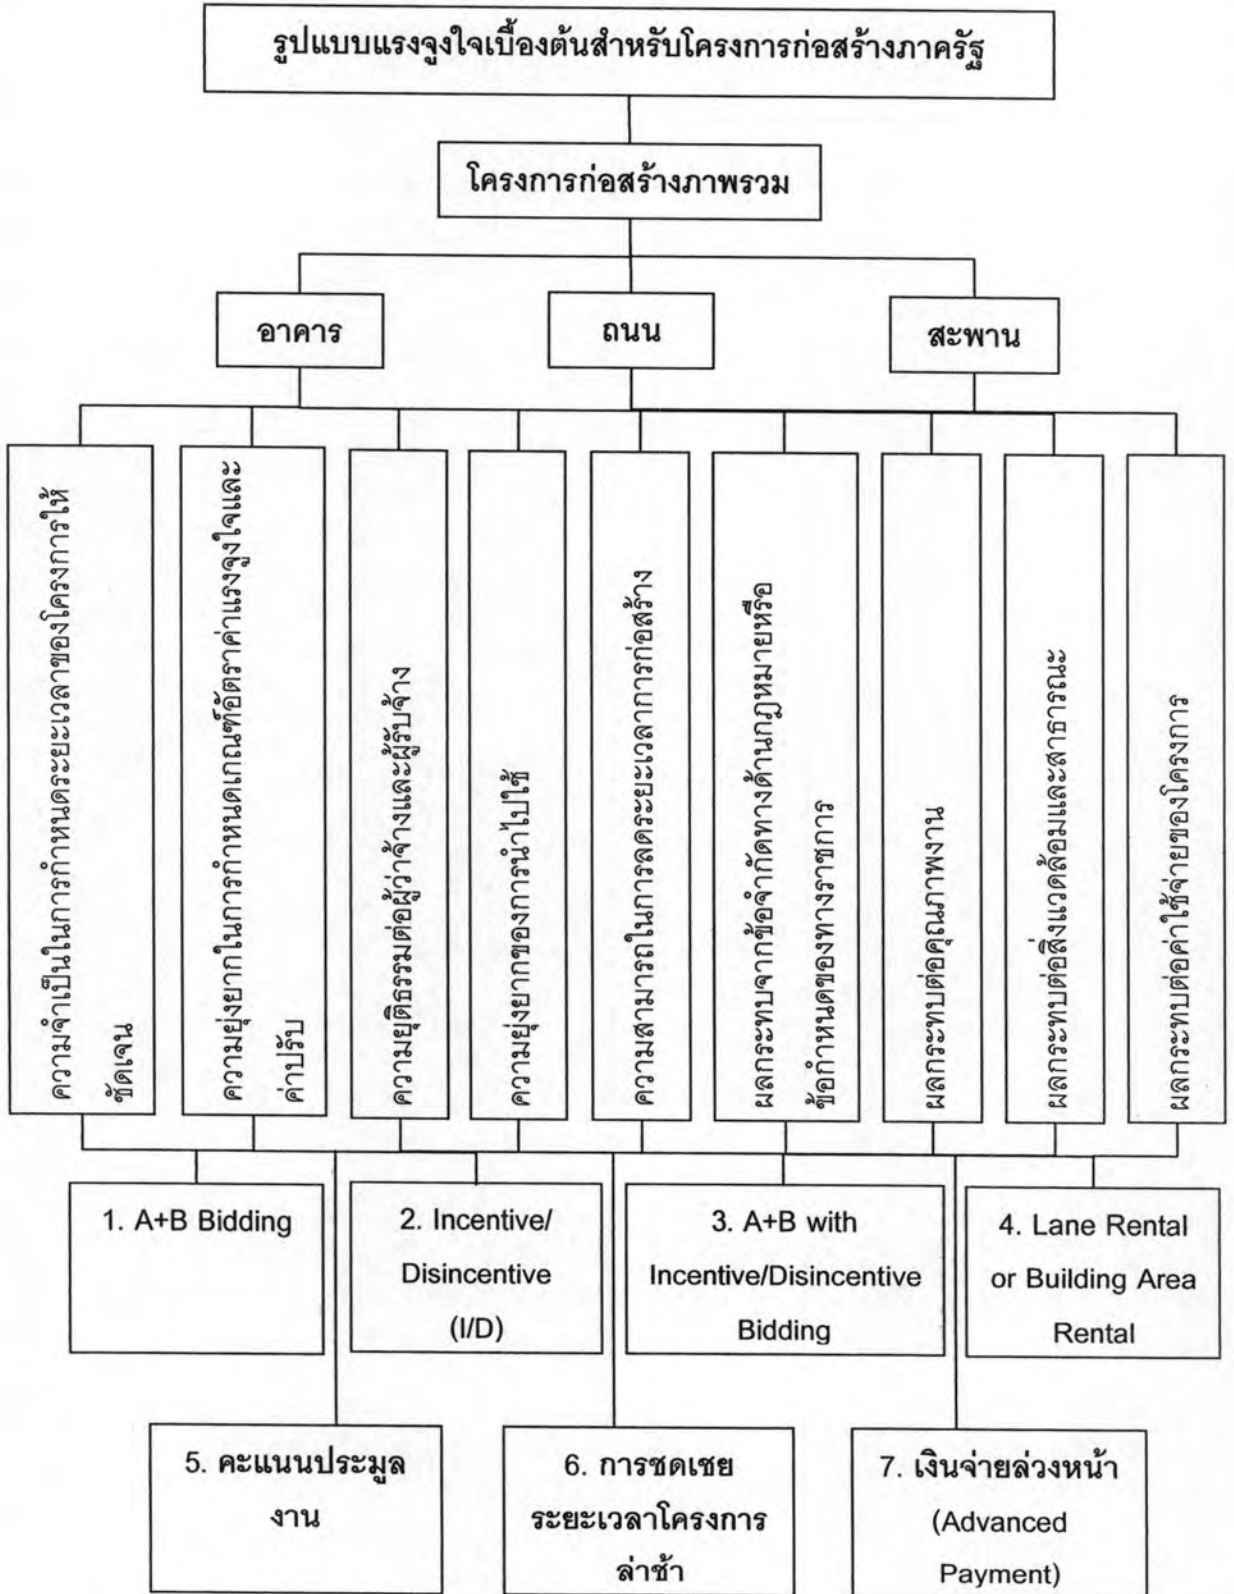 รูปแบบแรงจูงใจเบื้องต้นสำหรับโครงการก่อสร้างภาครัฐ
โครงการก่อสร้างภาพรวม
อาคาร
ถนน
สะพาน
ความจำเป็นในการกำหนดระยะเวลาของโครงการให้
ชัดเจน
ความยุ่งยากในการกำหนดเกณฑ์อัตราค่าแรงจูงใจและ
ค่าปรับ
ความยุติธรรมต่อผู้ว่าจ้างและผู้รับจ้าง
ความยุ่งยากของการนำไปใช้
ความสามารถในการลดระยะเวลาการก่อสร้าง
ผลกระทบจากข้อจำกัดทางด้านกฎหมายหรือ
ข้อกำหนดของทางราชการ
ผลกระทบต่อคุณภาพงาน
ผลกระทบต่อสิ่งแวดล้อมและสาธารณะ
ผลกระทบต่อค่าใช้จ่ายของโครงการ
1. A+B Bidding
2. Incentive/
Disincentive
(I/D)
3. A+B with
Incentive/Disincentive
Bidding
4. Lane Rental
or Building Area
Rental
5. คะแนนประมูล
งาน
6. การชดเชย
ระยะเวลาโครงการ
ล่าช้า
7. เงินจ่ายล่วงหน้า
(Advanced
Payment)